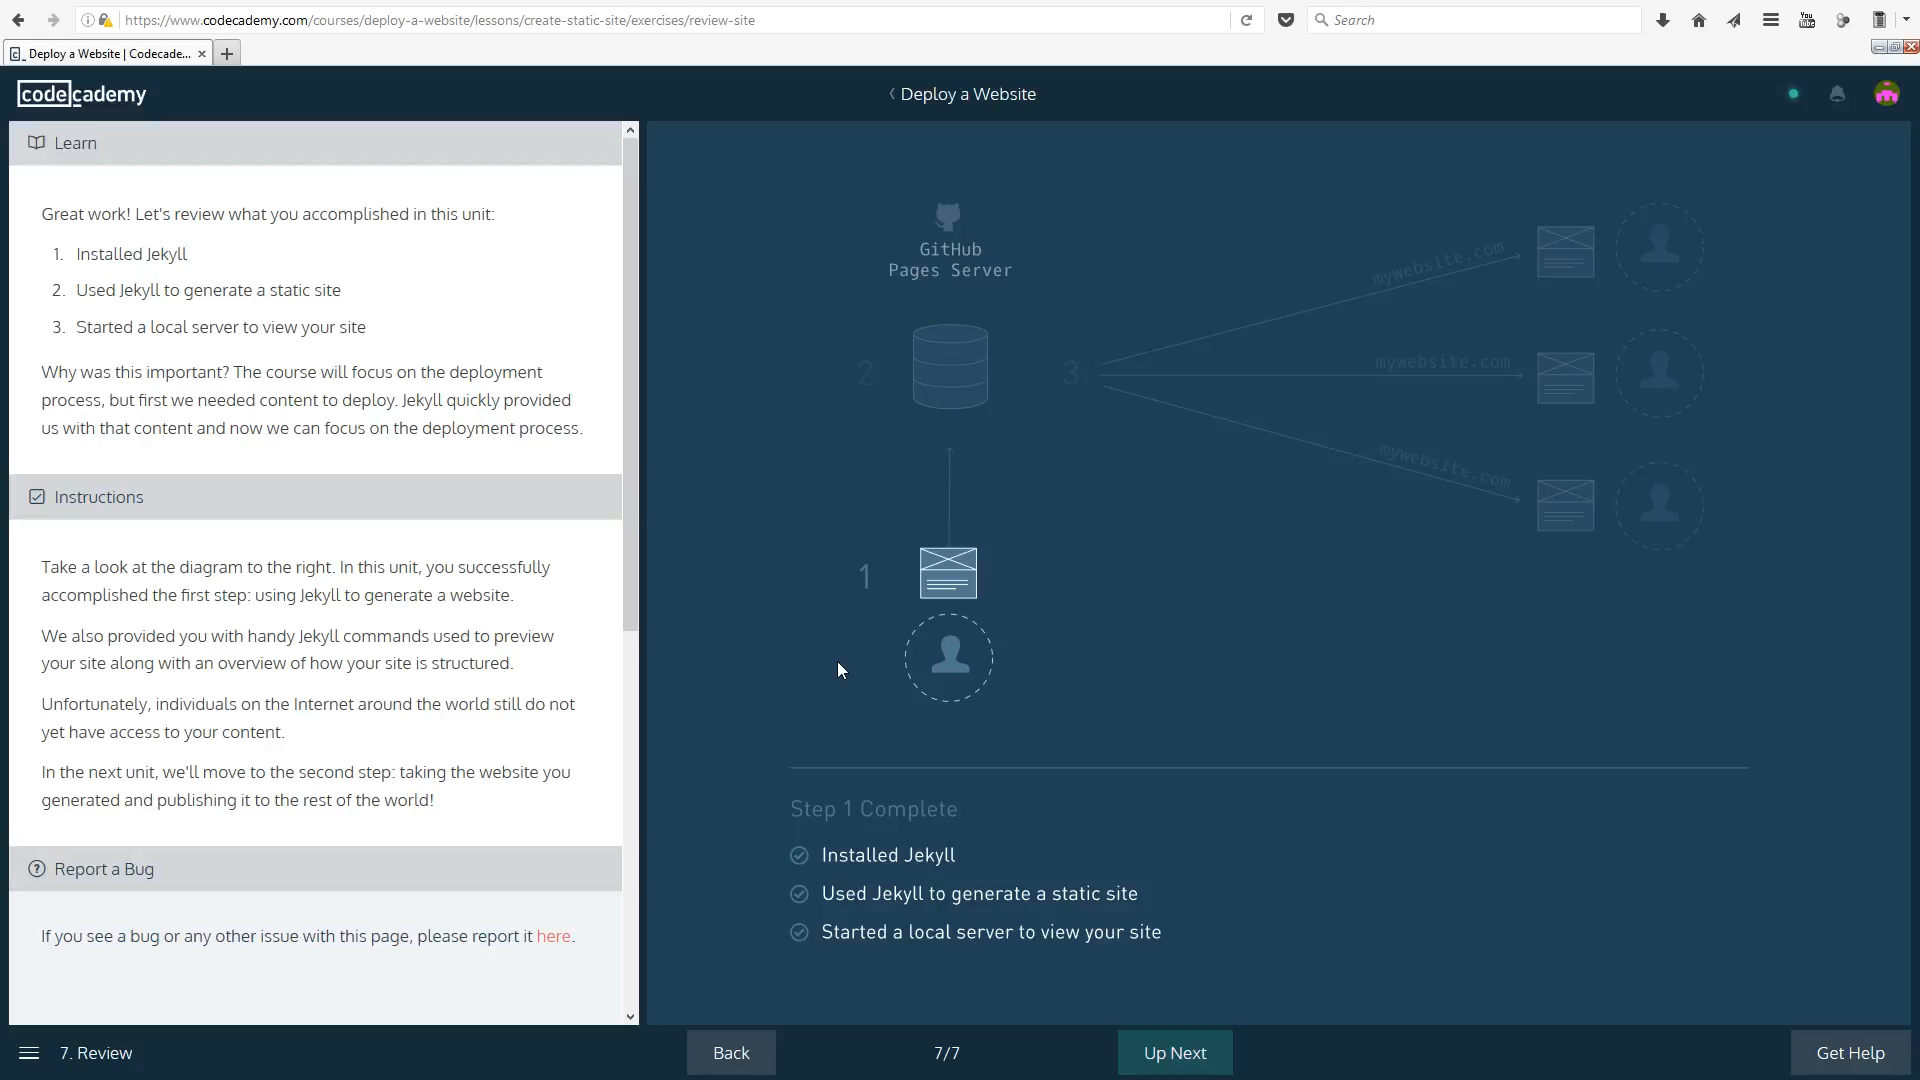 https://www.codecademy.com/courses/deploy-a-website/lessons/create-static-site/exercises/review-site
Search
You
Tube
Deploy a Website | Codecade...
codecademy
Deploy a Website
Learn
Great work! Let's review what you accomplished in this unit:
1. Installed Jekyll
2. Used Jekyll to generate a static site
3. Started a local server to view your site
Why was this important? The course will focus on the deployment
process, but first we needed content to deploy. Jekyll quickly provided
us with that content and now we can focus on the deployment process.
Instructions
Take a look at the diagram to the right. In this unit, you successfully
accomplished the first step: using Jekyll to generate a website.
We also provided you with handy Jekyll commands used to preview
your site along with an overview of how your site is structured.
Unfortunately, individuals on the Internet around the world still do not
yet have access to your content.
In the next unit, we'll move to the second step: taking the website you
generated and publishing it to the rest of the world!
Report a Bug
If you see a bug or any other issue with this page, please report it here.
GitHub
Pages Server
mywebsite.com
2
3
mywebsite.com
mywebsite.com
1
Step 1 Complete
Installed Jekyll
Used Jekyll to generate a static site
Started a local server to view your site
7. Review
Back
7/7
Up Next
Get Help